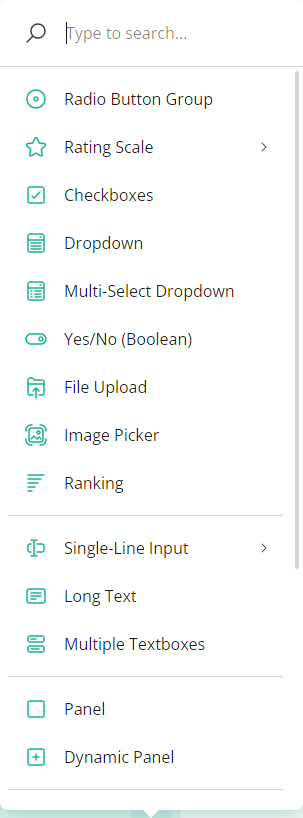 Type to search...
Radio Button Group
Rating Scale
Checkboxes
Dropdown
Multi-Select Dropdown
Yes/No (Boolean)
File Upload
Image Picker
Ranking
Single-Line Input
Long Text
Multiple Textboxes
Panel
Dynamic Panel